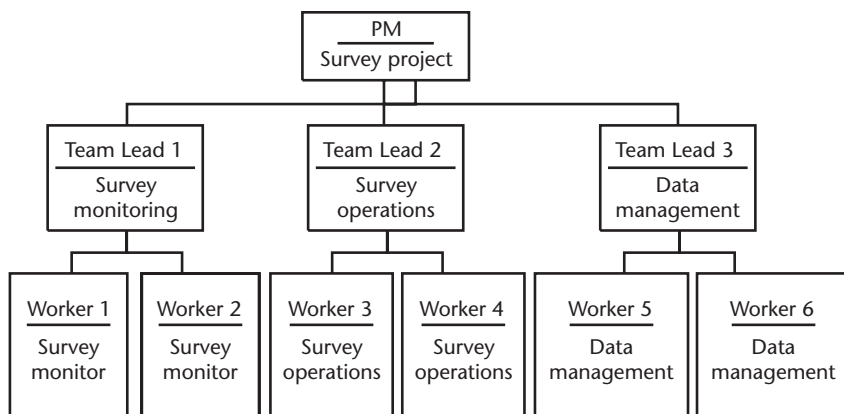 PM
Survey project
Team Lead 1
Survey
monitoring
Team Lead 2
Survey
operations
Team Lead 3
Data
management
Worker 1
Survey
monitor
Worker 2
Survey
monitor
Worker 3
Survey
operations
Worker 4
Survey
operations
Worker 5
Data
management
Worker 6
Data
management